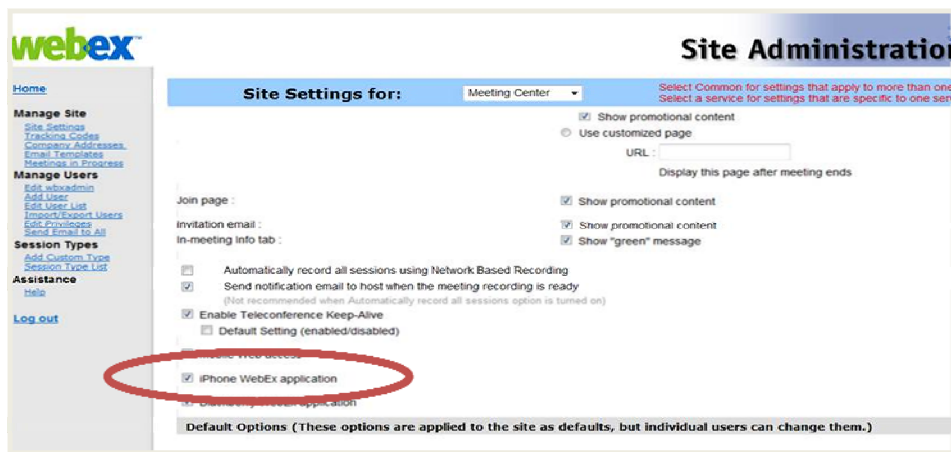 webex™
Site Administration
Home
Site Settings for:
Meeting Center
Select Common for settings that apply to more than one
Select a service for settings that are specific to one ser
Manage Site
Site Settings
Tracking Codes
Company Addresses
Email Templates
Meetings in Progress
Manage Users
Edit wbxadmin
Add User
Edit User List
Import/Export Users
Edit Privileges
Send Email to All
Session Types
Add Custom Type
Session Type List
Assistance
Help
Log out
Show promotional content
Use customized page
URL :
Display this page after meeting ends
Join page :
Show promotional content
Invitation email :
Show promotional content
In-meeting Info tab :
Show "green" message
Automatically record all sessions using Network Based Recording
Send notification email to host when the meeting recording is ready
(Not recommended when Automatically record all sessions option is turned on)
Enable Teleconference Keep-Alive
Default Setting (enabled/disabled)
Mobile Web access
iPhone WebEx application
BlackBerry WebEx application
Default Options (These options are applied to the site as defaults, but individual users can change them.)